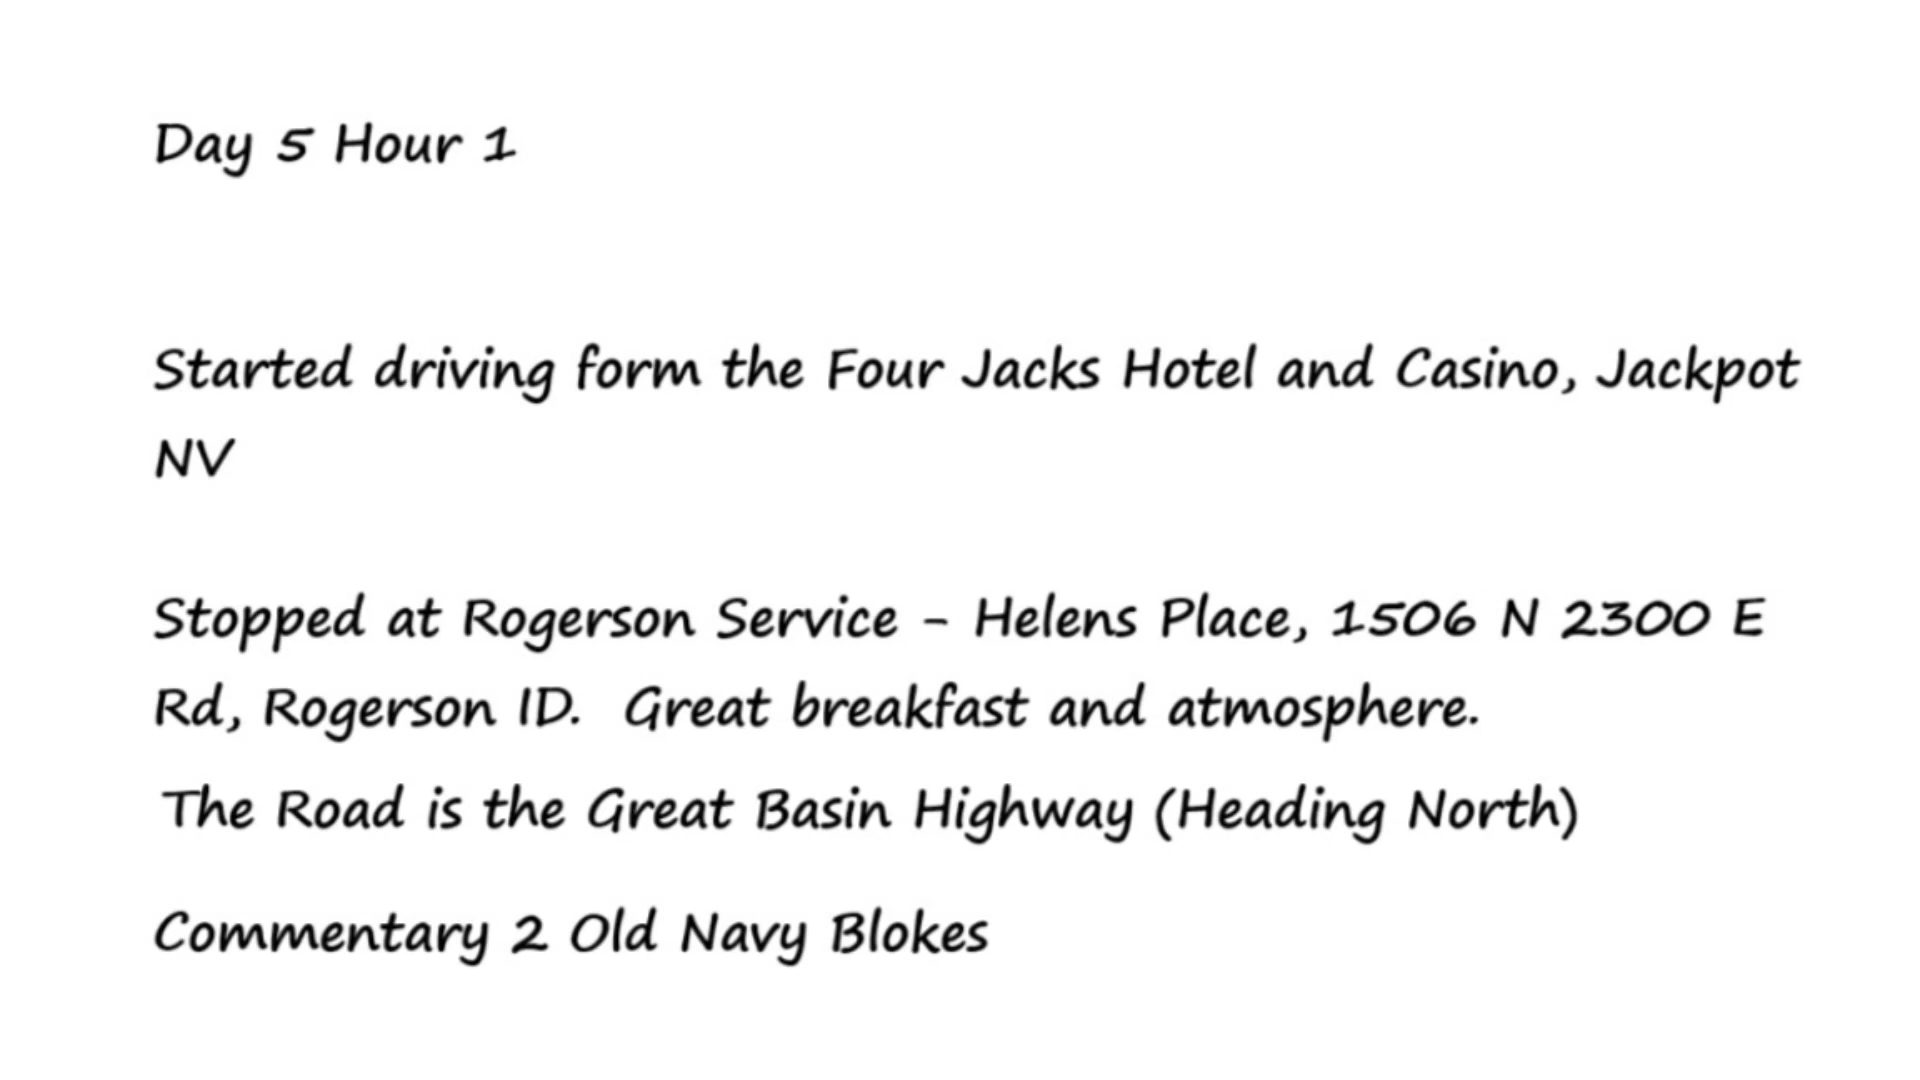 Day 5 Hour 1
Started driving form the Four Jacks Hotel and Casino, Jackpot
NV
Stopped at Rogerson Service - Helens Place, 1506 N 2300 E
Rd, Rogerson ID.  Great breakfast and atmosphere.
The Road is the Great Basin Highway (Heading North)
Commentary 2 Old Navy Blokes